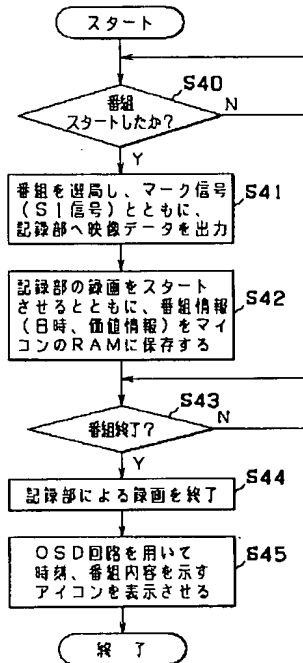 スタート
S40
番組
スタートしたか？
N
Y
番組を選局し、マーク信号
（S1信号）とともに、
記録部へ映像データを出力
S41
記録部の録画をスタート
させるとともに、番組情報
（日時、価値情報）をマイ
コンのRAMに保存する
S42
S43
番組終了？
N
Y
S44
記録部による録画を終了
S45
OSD回路を用いて
時刻、番組内容を示す
アイコンを表示させる
終 了